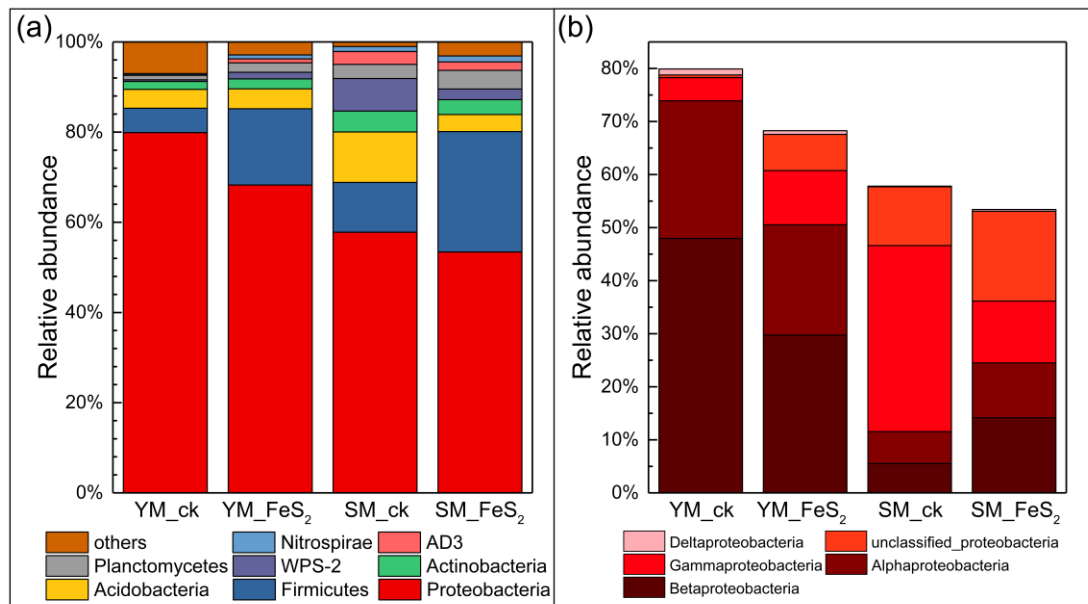 (a)
100%
80%
60%
40%
20%
0%
Relative abundance
YM_ck YM_FeS₂ SM_ck SM_FeS₂
others Nitrospirae AD3
Planctomycetes WPS-2 Actinobacteria
Acidobacteria Firmicutes Proteobacteria
(b)
80%
70%
60%
50%
40%
30%
20%
10%
0%
Relative abundance
YM_ck YM_FeS₂ SM_ck SM_FeS₂
Deltaproteobacteria unclassified_proteobacteria
Gammaproteobacteria Alphaproteobacteria
Betaproteobacteria